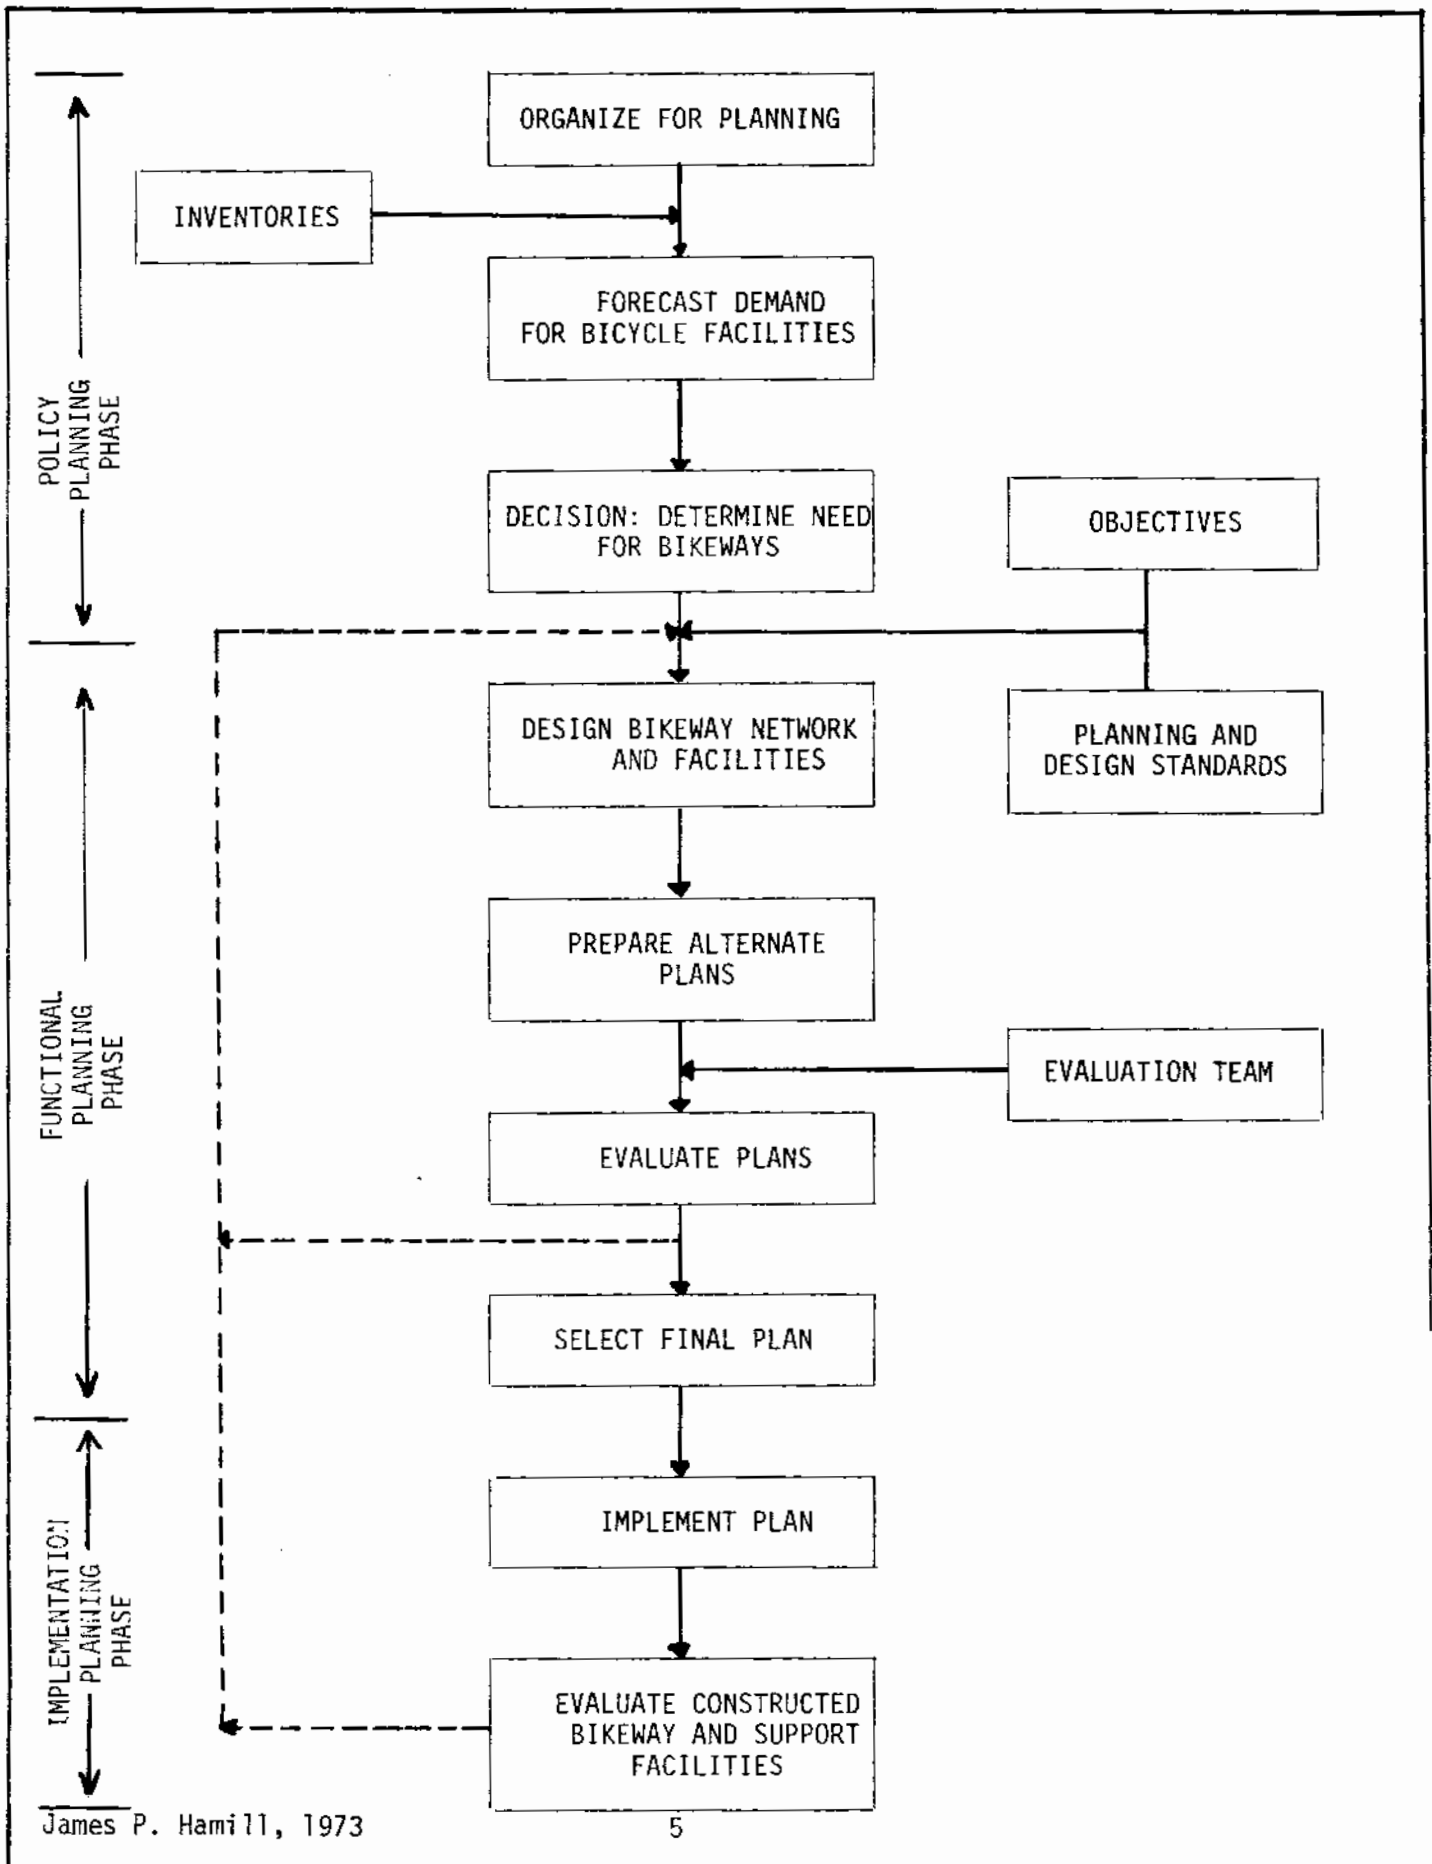 ORGANIZE FOR PLANNING
INVENTORIES
FORECAST DEMAND
FOR BICYCLE FACILITIES
POLICY
PLANNING
PHASE
DECISION: DETERMINE NEED
FOR BIKEWAYS
OBJECTIVES
DESIGN BIKEWAY NETWORK
AND FACILITIES
PLANNING AND
DESIGN STANDARDS
PREPARE ALTERNATE
PLANS
FUNCTIONAL
PLANNING
PHASE
EVALUATION TEAM
EVALUATE PLANS
SELECT FINAL PLAN
IMPLEMENT PLAN
IMPLEMENTATION
PLANNING
PHASE
EVALUATE CONSTRUCTED
BIKEWAY AND SUPPORT
FACILITIES
James P. Hamill, 1973
5